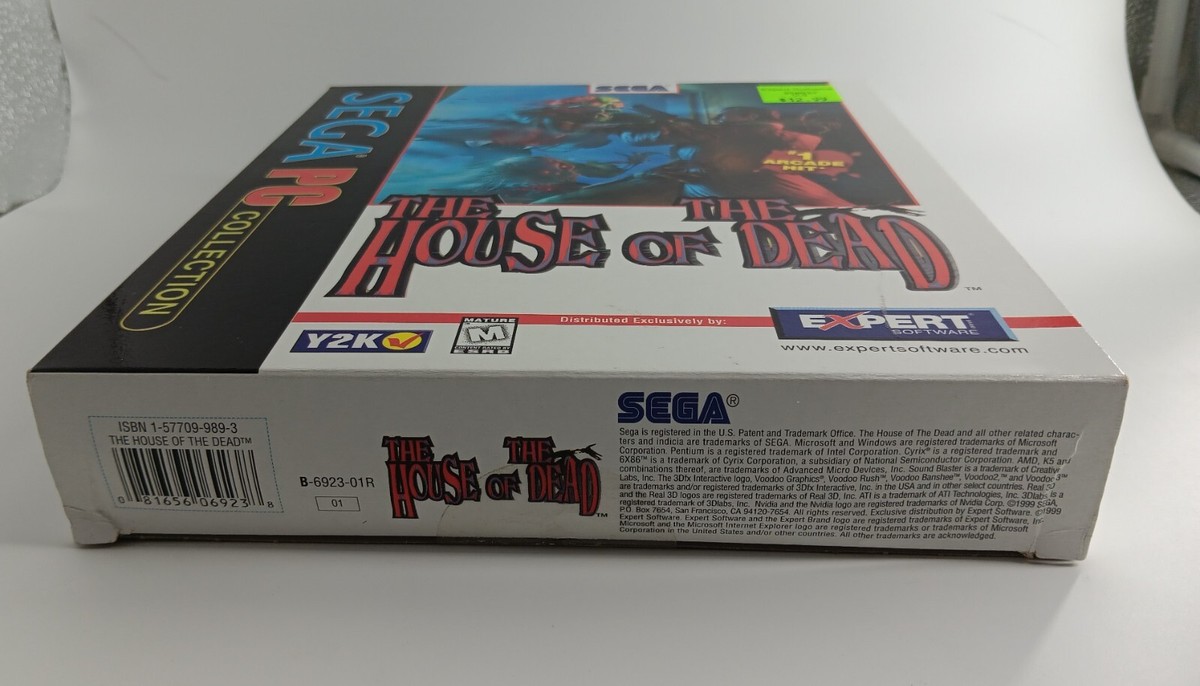 SEGA
$12.99
#1
ARCADE
HIT*
SEGA PC
COLLECTION
THE THE
HOUSE OF DEAD™
Y2K
MATURE
M
CONTENT RATED BY
ESRB
Distributed Exclusively by:
EXPERT
SOFTWARE
www.expertsoftware.com
ISBN 1-57709-989-3
THE HOUSE OF THE DEAD™
0 81656 06923 8
B-6923-01R
01
THE THE
HOUSE OF DEAD™
SEGA®
Sega is registered in the U.S. Patent and Trademark Office. The House of The Dead and all other related charac-
ters and indicia are trademarks of SEGA. Microsoft and Windows are registered trademarks of Microsoft
Corporation. Pentium is a registered trademark of Intel Corporation. Cyrix® is a registered trademark and
6X86™ is a trademark of Cyrix Corporation, a subsidiary of National Semiconductor Corporation. AMD, K5 and
combinations thereof, are trademarks of Advanced Micro Devices, Inc. Sound Blaster is a trademark of Creative
Labs, Inc. The 3Dfx Interactive logo, Voodoo Graphics®, Voodoo Rush™, Voodoo Banshee™, Voodoo2,™ and Voodoo 3™
are trademarks and/or registered trademarks of 3Dfx Interactive, Inc. in the USA and in other select countries. Real 3D
and the Real 3D logos are registered trademarks of Real 3D, Inc. ATI is a trademark of ATI Technologies, Inc. 3Dlabs is a
registered trademark of 3Dlabs, Inc. Nvidia and the Nvidia logo are registered trademarks of Nvidia Corp. ©1999 SEGA,
P.O. Box 7654, San Francisco, CA 94120-7654. All rights reserved. Exclusive distribution by Expert Software. ©1999
Expert Software. Expert Software and the Expert Brand logo are registered trademarks of Expert Software, Inc.
Microsoft and the Microsoft Internet Explorer logo are registered trademarks or trademarks of Microsoft
Corporation in the United States and/or other countries. All other trademarks are acknowledged.